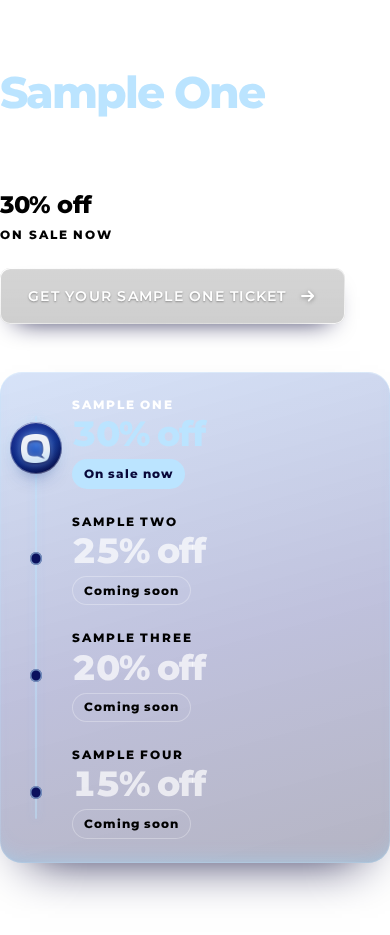 Sample One
30% off
ON SALE NOW
GET YOUR SAMPLE ONE TICKET →
SAMPLE ONE
30% off
On sale now
SAMPLE TWO
25% off
Coming soon
SAMPLE THREE
20% off
Coming soon
SAMPLE FOUR
15% off
Coming soon